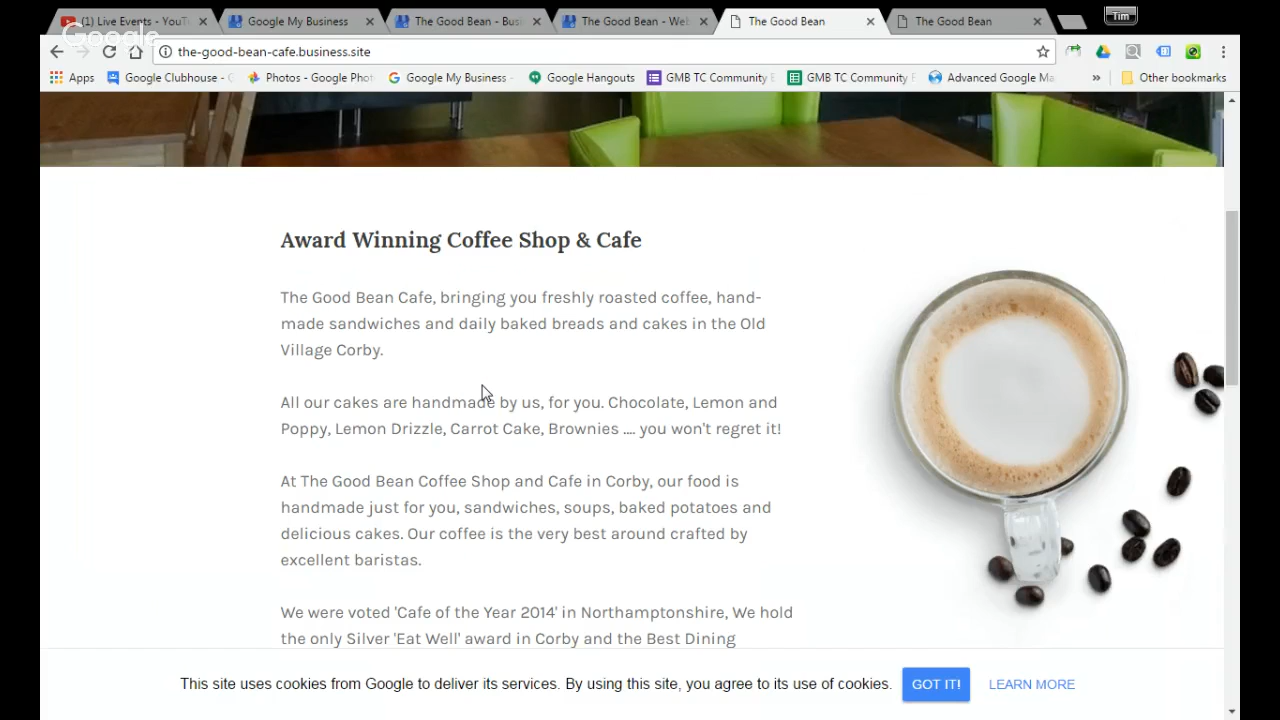 (1) Live Events - YouT
Google My Business
The Good Bean - Bus
The Good Bean - Web
The Good Bean
The Good Bean
Tim
Google
the-good-bean-cafe.business.site
Apps
Google Clubhouse -
Photos - Google Phot
Google My Business -
Google Hangouts
GMB TC Community E
GMB TC Community F
Advanced Google Ma
»
Other bookmarks
Award Winning Coffee Shop & Cafe
The Good Bean Cafe, bringing you freshly roasted coffee, hand-
made sandwiches and daily baked breads and cakes in the Old
Village Corby.
All our cakes are handmade by us, for you. Chocolate, Lemon and
Poppy, Lemon Drizzle, Carrot Cake, Brownies .... you won't regret it!
At The Good Bean Coffee Shop and Cafe in Corby, our food is
handmade just for you, sandwiches, soups, baked potatoes and
delicious cakes. Our coffee is the very best around crafted by
excellent baristas.
We were voted 'Cafe of the Year 2014' in Northamptonshire, We hold
the only Silver 'Eat Well' award in Corby and the Best Dining
This site uses cookies from Google to deliver its services. By using this site, you agree to its use of cookies.
GOT IT!
LEARN MORE